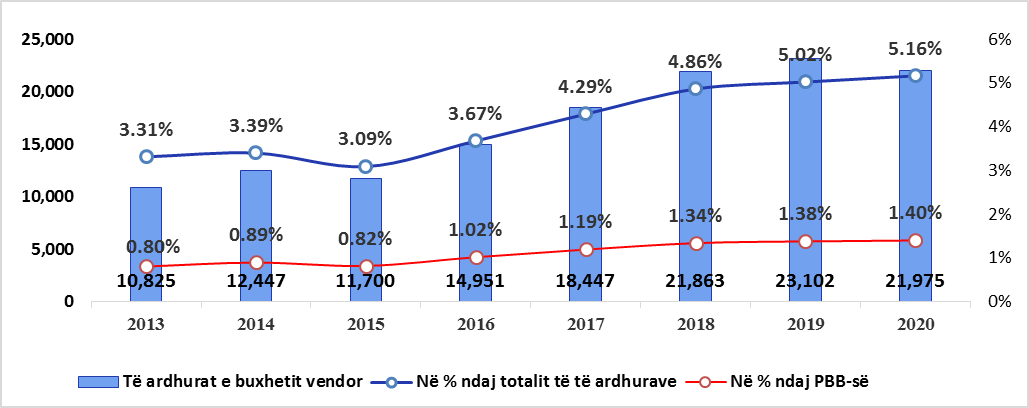 25,000
20,000
15,000
10,000
5,000
0
6%
5%
4%
3%
2%
1%
0%
3.31% 3.39% 3.09% 3.67% 4.29% 4.86% 5.02% 5.16%
0.80% 0.89% 0.82% 1.02% 1.19% 1.34% 1.38% 1.40%
10,825 12,447 11,700 14,951 18,447 21,863 23,102 21,975
2013 2014 2015 2016 2017 2018 2019 2020
Të ardhurat e buxhetit vendor Në % ndaj totalit të të ardhurave Në % ndaj PBB-së